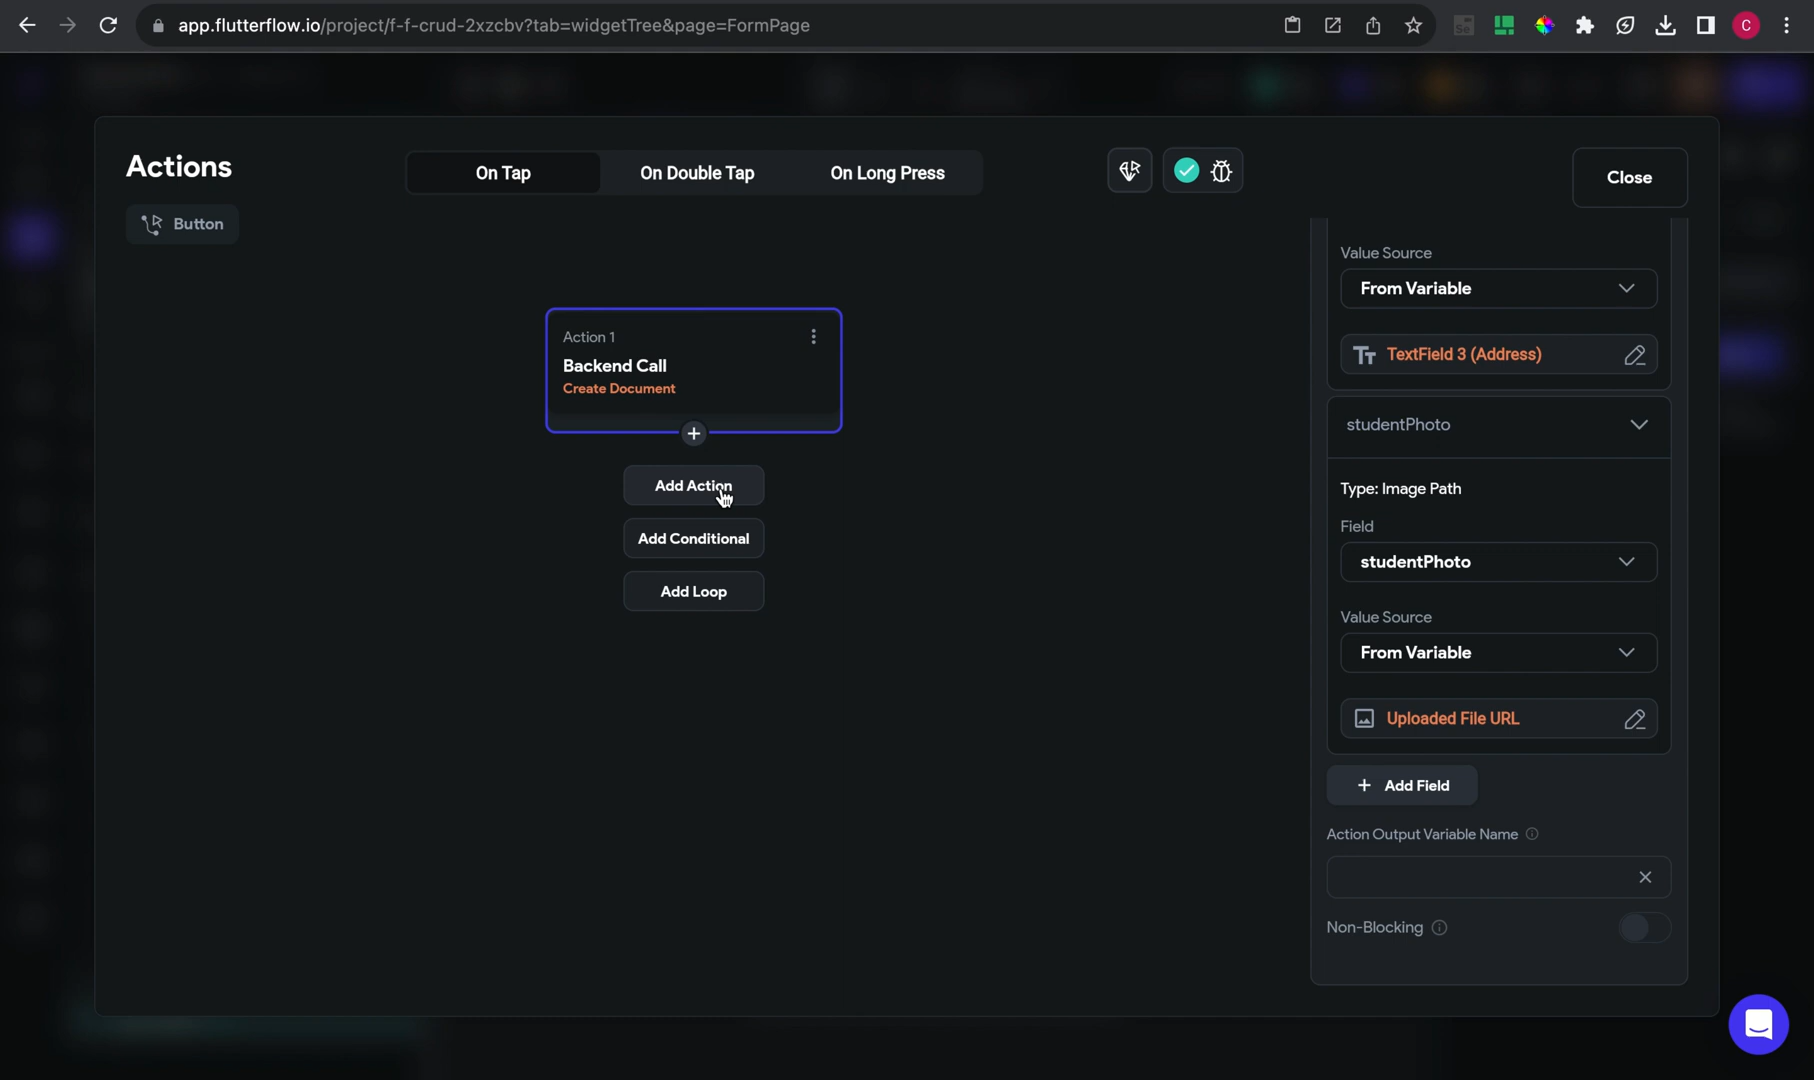 app.flutterflow.io/project/f-f-crud-2xzcbv?tab=widgetTree&page=FormPage
Se
C
Actions
On Tap
On Double Tap
On Long Press
Close
Button
Action 1
Backend Call
Create Document
Add Action
Add Conditional
Add Loop
Value Source
From Variable
Tt TextField 3 (Address)
studentPhoto
Type: Image Path
Field
studentPhoto
Value Source
From Variable
Uploaded File URL
+ Add Field
Action Output Variable Name
Non-Blocking